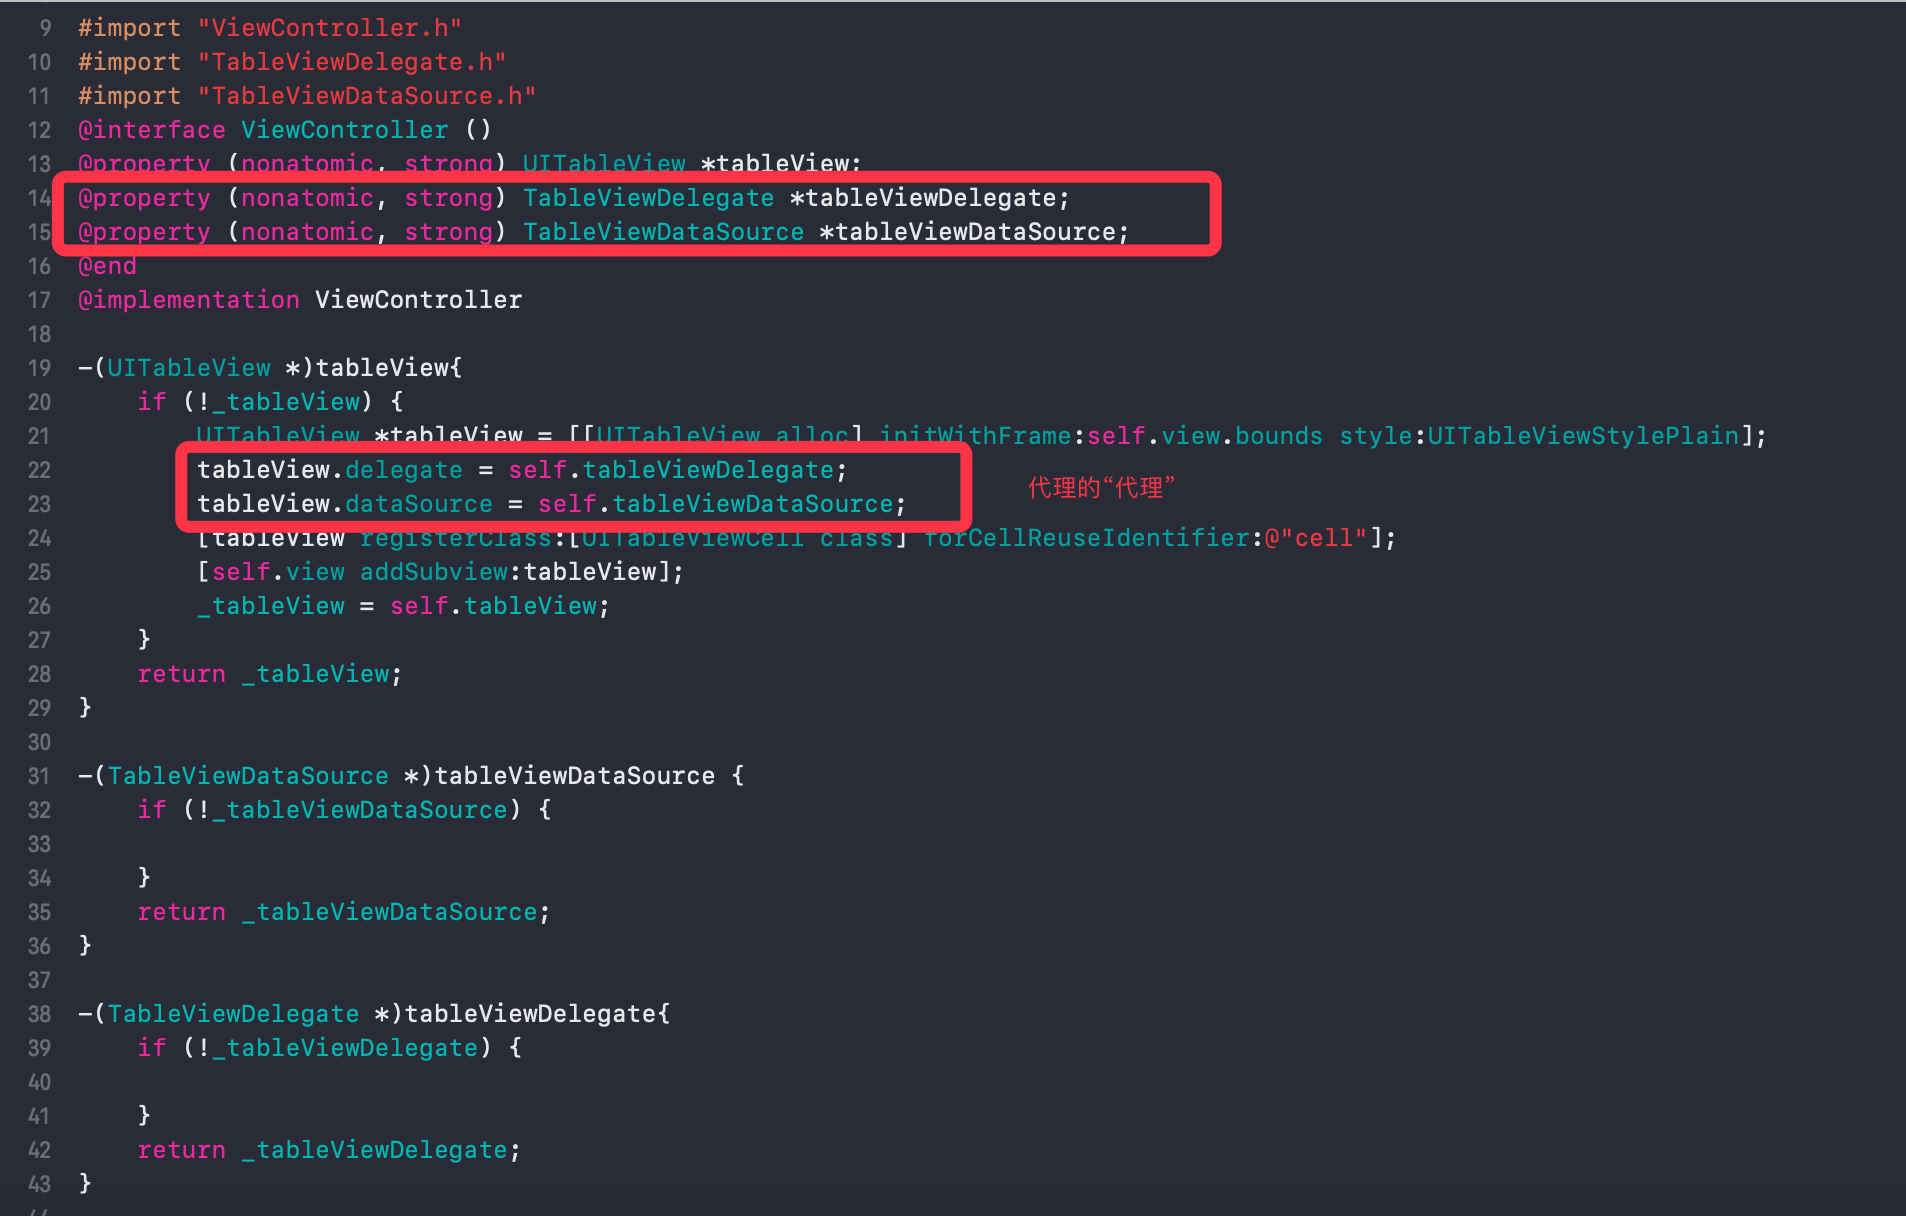 9 #import "ViewController.h"
10 #import "TableViewDelegate.h"
11 #import "TableViewDataSource.h"
12 @interface ViewController ()
13 @property (nonatomic, strong) UITableView *tableView;
14 @property (nonatomic, strong) TableViewDelegate *tableViewDelegate;
15 @property (nonatomic, strong) TableViewDataSource *tableViewDataSource;
16 @end
17 @implementation ViewController
18
19 -(UITableView *)tableView{
20 if (!_tableView) {
21 UITableView *tableView = [[UITableView alloc] initWithFrame:self.view.bounds style:UITableViewStylePlain];
22 tableView.delegate = self.tableViewDelegate;
代理的“代理”
23 tableView.dataSource = self.tableViewDataSource;
24 [tableView registerClass:[UITableViewCell class] forCellReuseIdentifier:@"cell"];
25 [self.view addSubview:tableView];
26 _tableView = self.tableView;
27 }
28 return _tableView;
29 }
30
31 -(TableViewDataSource *)tableViewDataSource {
32 if (!_tableViewDataSource) {
33
34 }
35 return _tableViewDataSource;
36 }
37
38 -(TableViewDelegate *)tableViewDelegate{
39 if (!_tableViewDelegate) {
40
41 }
42 return _tableViewDelegate;
43 }